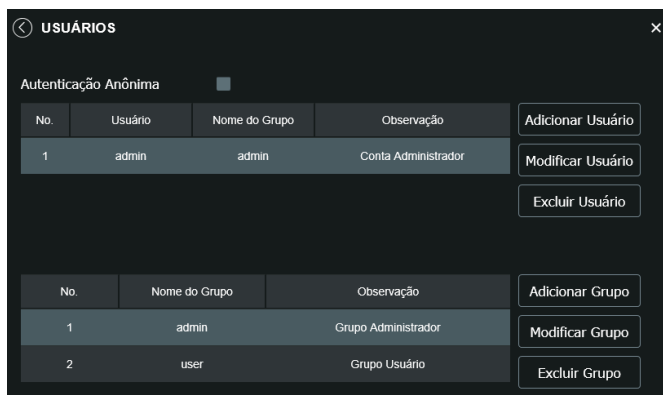 USUÁRIOS
Autenticação Anônima
No. Usuário Nome do Grupo Observação Adicionar Usuário
1 admin admin Conta Administrador Modificar Usuário
Excluir Usuário
No. Nome do Grupo Observação Adicionar Grupo
1 admin Grupo Administrador Modificar Grupo
2 user Grupo Usuário Excluir Grupo